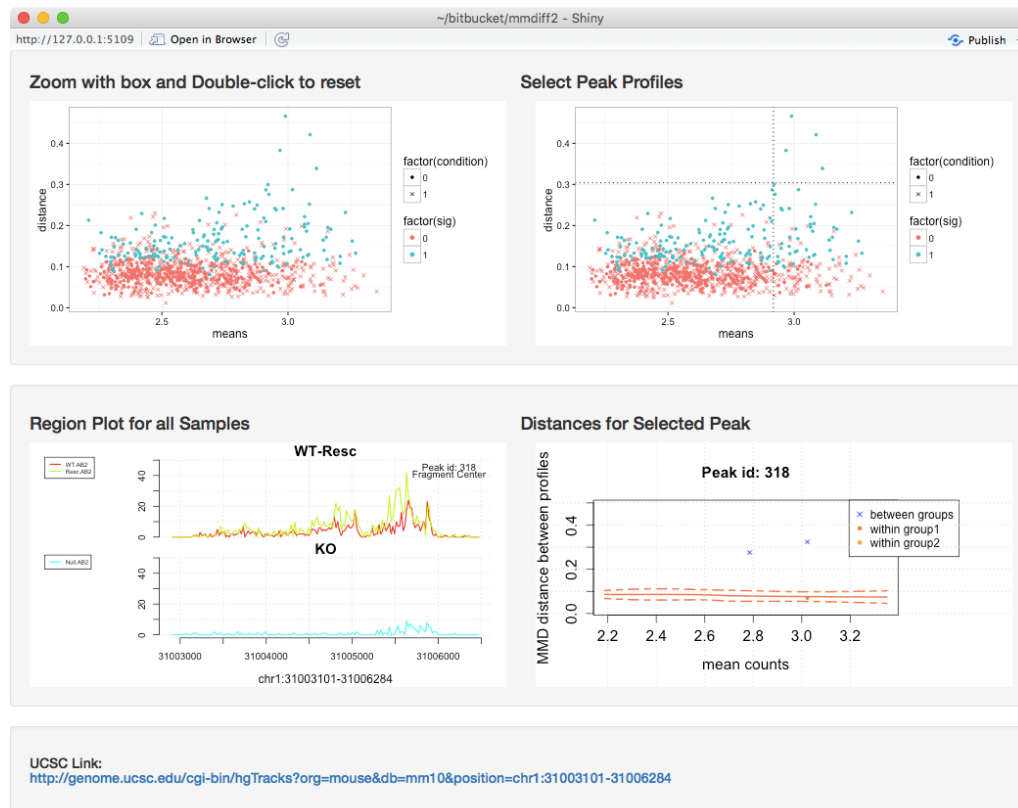 ~/bitbucket/mmdiff2 - Shiny
http://127.0.0.1:5109 Open in Browser Publish
Zoom with box and Double-click to reset
distance
0.4
0.3
0.2
0.1
0.0
2.5 3.0
means
factor(condition)
0
1
factor(sig)
0
1
Select Peak Profiles
distance
0.4
0.3
0.2
0.1
0.0
2.5 3.0
means
factor(condition)
0
1
factor(sig)
0
1
Region Plot for all Samples
WT.AB2
Resc.AB2
WT-Resc
Peak id: 318
Fragment Center
0 20 40
Null.AB2
KO
0 20 40
31003000 31004000 31005000 31006000
chr1:31003101-31006284
Distances for Selected Peak
Peak id: 318
MMD distance between profiles
0.0 0.2 0.4
between groups
within group1
within group2
2.2 2.4 2.6 2.8 3.0 3.2
mean counts
UCSC Link:
http://genome.ucsc.edu/cgi-bin/hgTracks?org=mouse&db=mm10&position=chr1:31003101-31006284